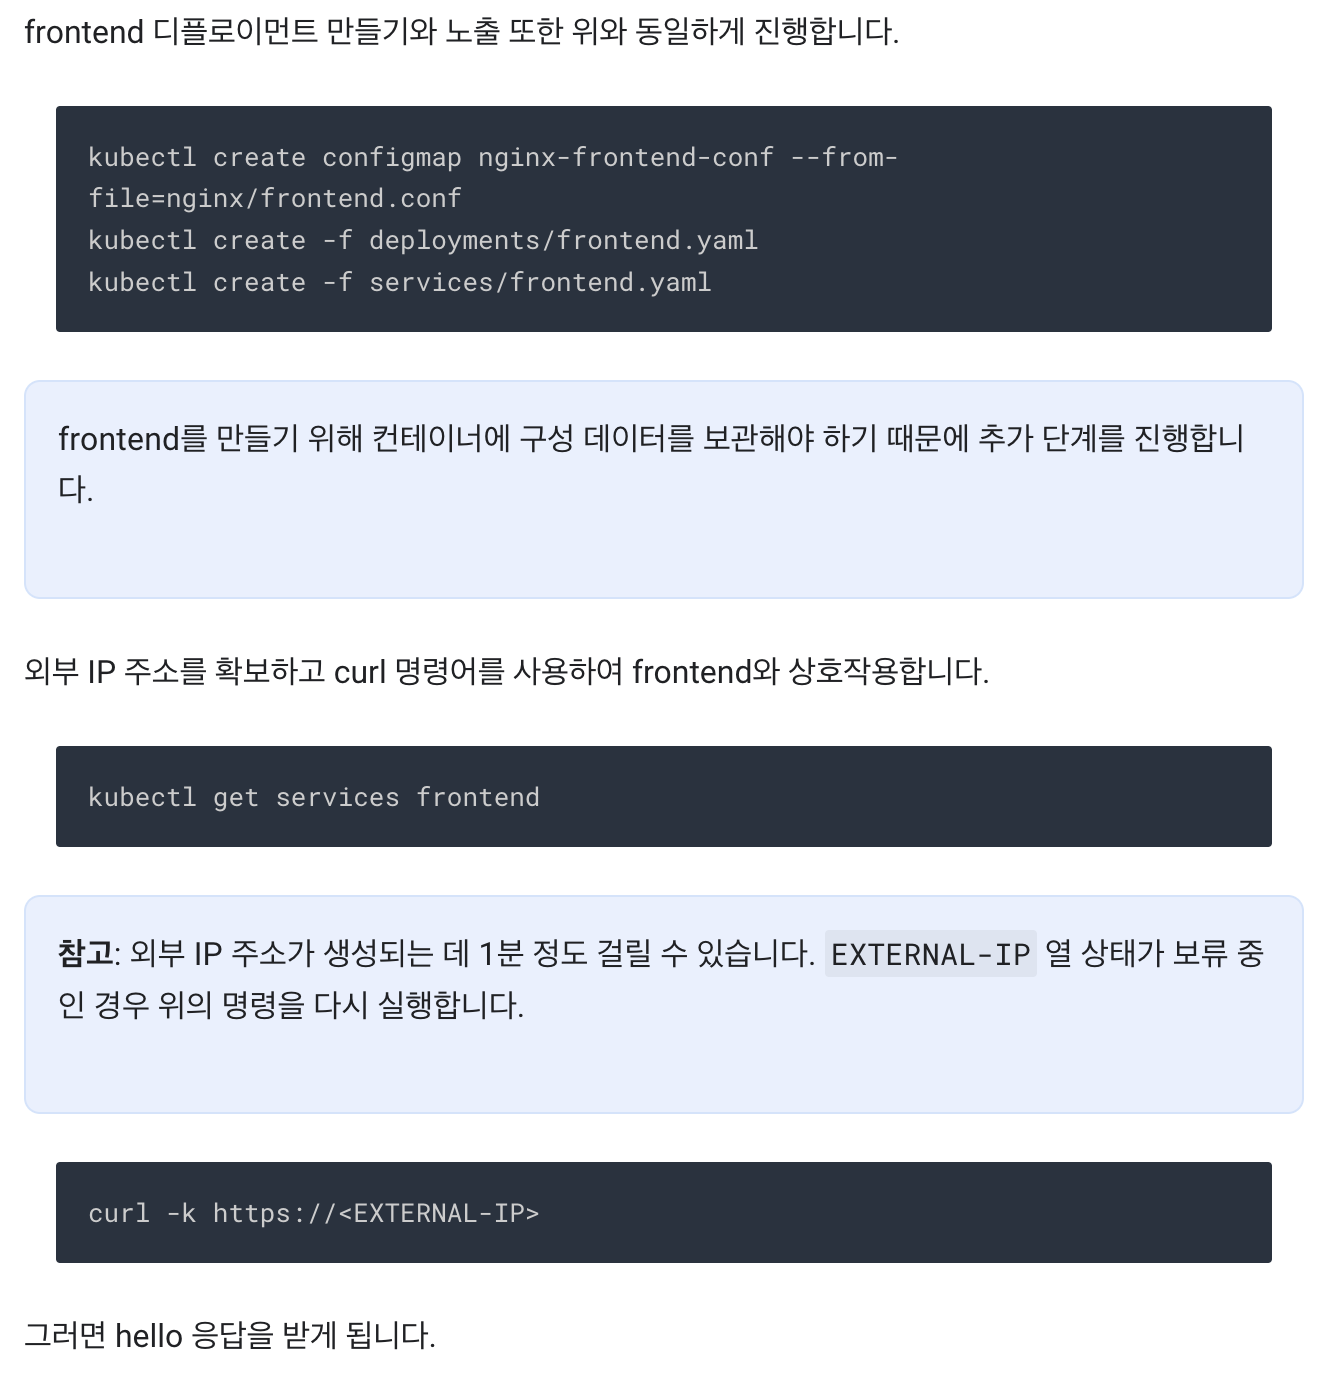 frontend 디플로이먼트 만들기와 노출 또한 위와 동일하게 진행합니다.
kubectl create configmap nginx-frontend-conf --from-
file=nginx/frontend.conf
kubectl create -f deployments/frontend.yaml
kubectl create -f services/frontend.yaml
frontend를 만들기 위해 컨테이너에 구성 데이터를 보관해야 하기 때문에 추가 단계를 진행합니
다.
외부 IP 주소를 확보하고 curl 명령어를 사용하여 frontend와 상호작용합니다.
kubectl get services frontend
참고: 외부 IP 주소가 생성되는 데 1분 정도 걸릴 수 있습니다. EXTERNAL-IP 열 상태가 보류 중
인 경우 위의 명령을 다시 실행합니다.
curl -k https://<EXTERNAL-IP>
그러면 hello 응답을 받게 됩니다.